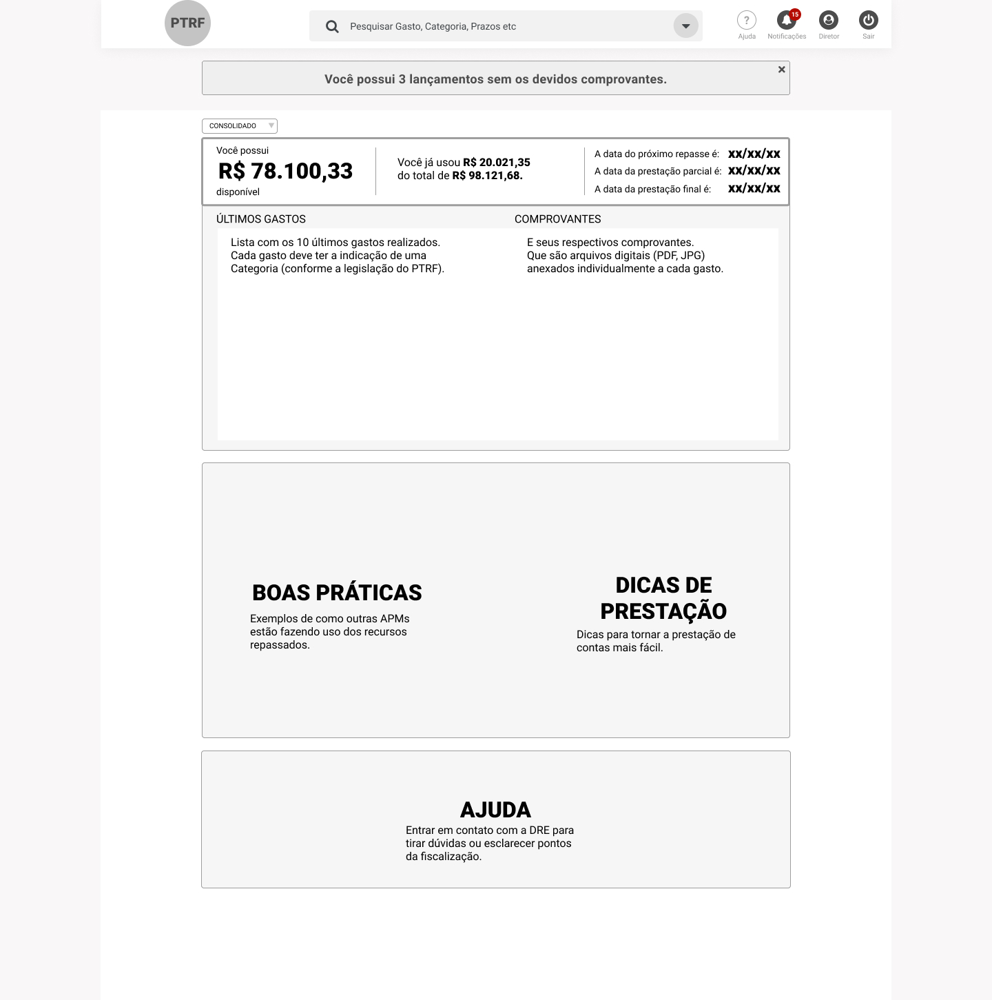 PTRF
Pesquisar Gasto, Categoria, Prazos etc
?
15
Ajuda
Notificações
Diretor
Sair
Você possui 3 lançamentos sem os devidos comprovantes.
CONSOLIDADO
Você possui
R$ 78.100,33
disponível
Você já usou R$ 20.021,35
do total de R$ 98.121,68.
A data do próximo repasse é: xx/xx/xx
A data da prestação parcial é: xx/xx/xx
A data da prestação final é: xx/xx/xx
ÚLTIMOS GASTOS
Lista com os 10 últimos gastos realizados.
Cada gasto deve ter a indicação de uma
Categoria (conforme a legislação do PTRF).
COMPROVANTES
E seus respectivos comprovantes.
Que são arquivos digitais (PDF, JPG)
anexados individualmente a cada gasto.
BOAS PRÁTICAS
Exemplos de como outras APMs
estão fazendo uso dos recursos
repassados.
DICAS DE
PRESTAÇÃO
Dicas para tornar a prestação de
contas mais fácil.
AJUDA
Entrar em contato com a DRE para
tirar dúvidas ou esclarecer pontos
da fiscalização.